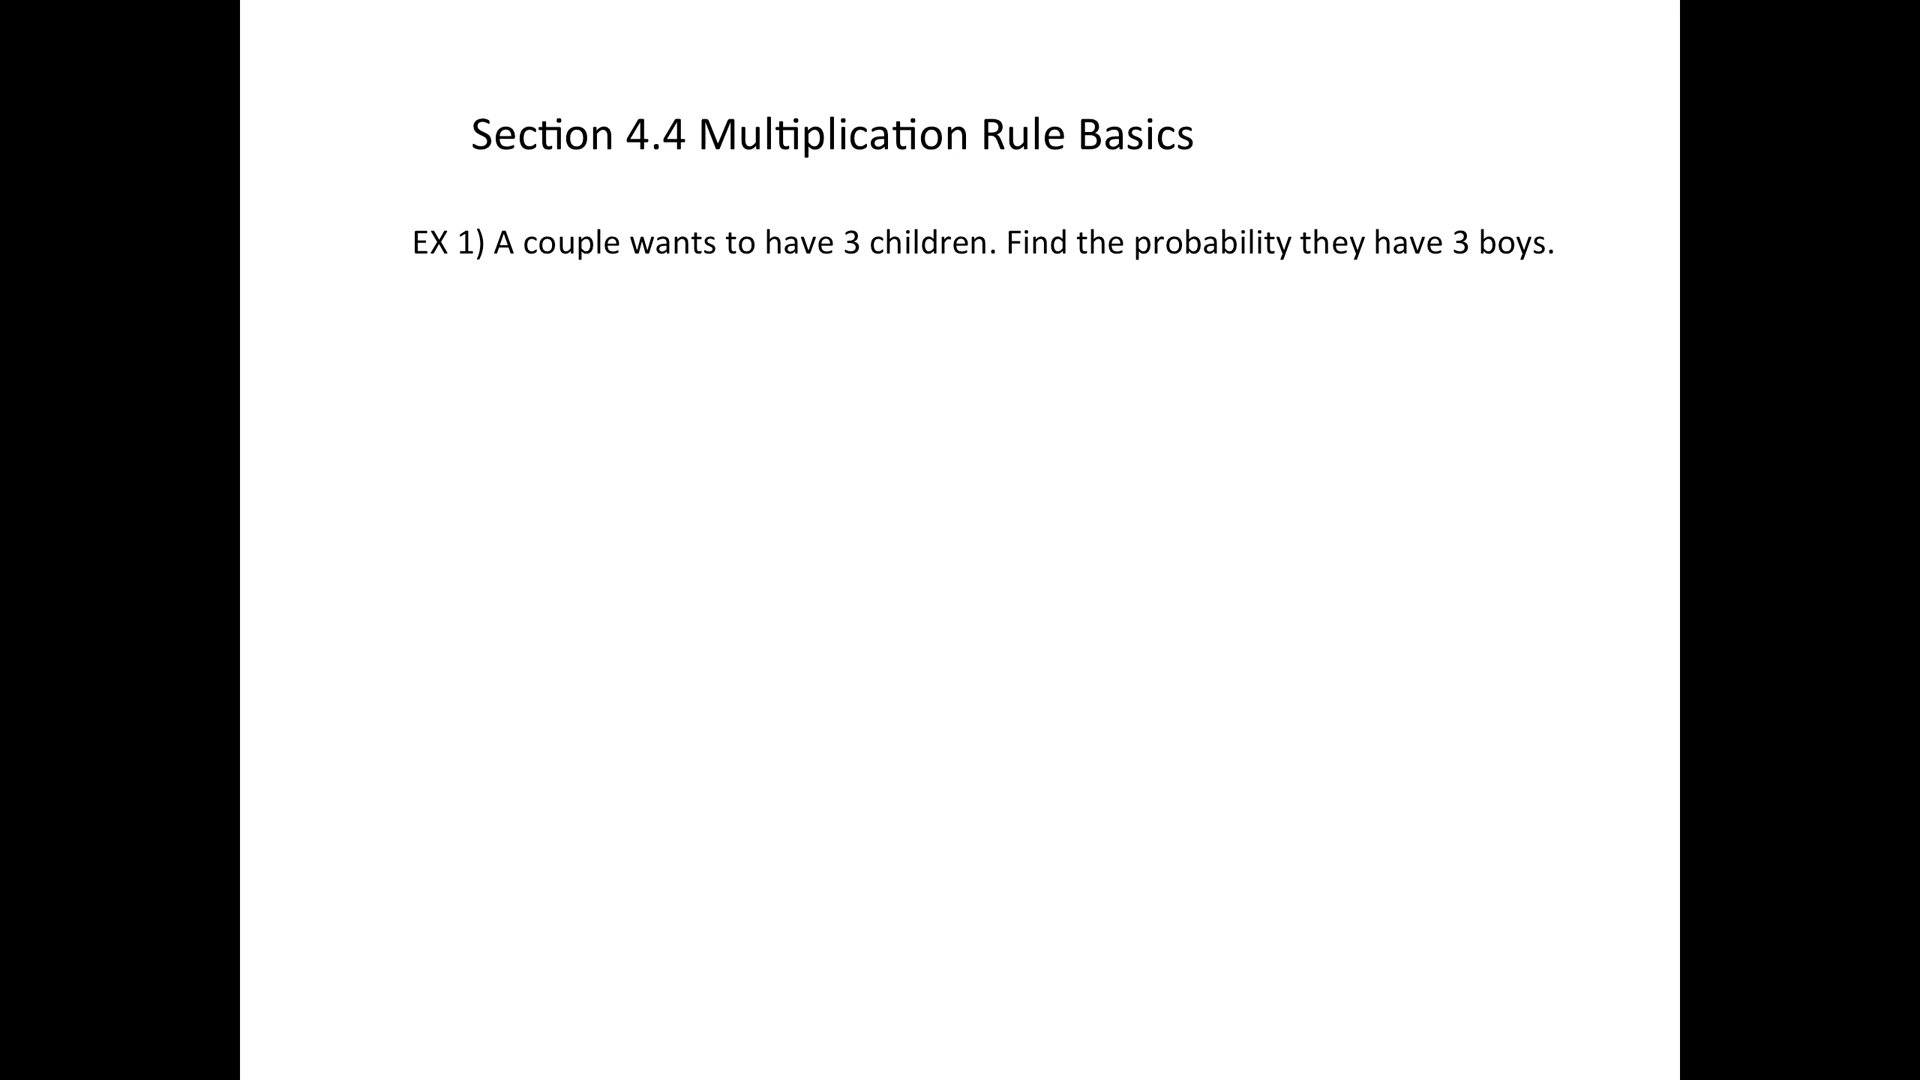 Section 4.4 Multiplication Rule Basics
EX 1) A couple wants to have 3 children. Find the probability they have 3 boys.